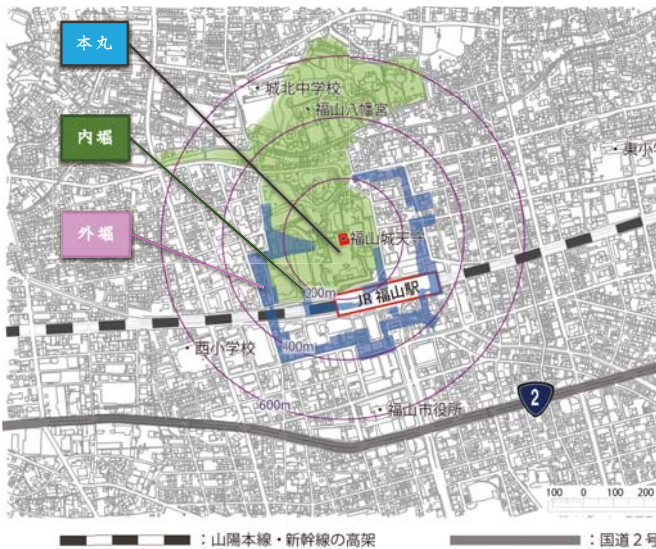 本丸
内堀
外堀
・城北中学校
・福山八幡宮
・東小
・福山城天守
200m
JR 福山駅
400m
・西小学校
600m
・福山市役所
2
100 0 100 200
：山陽本線・新幹線の高架
：国道２号